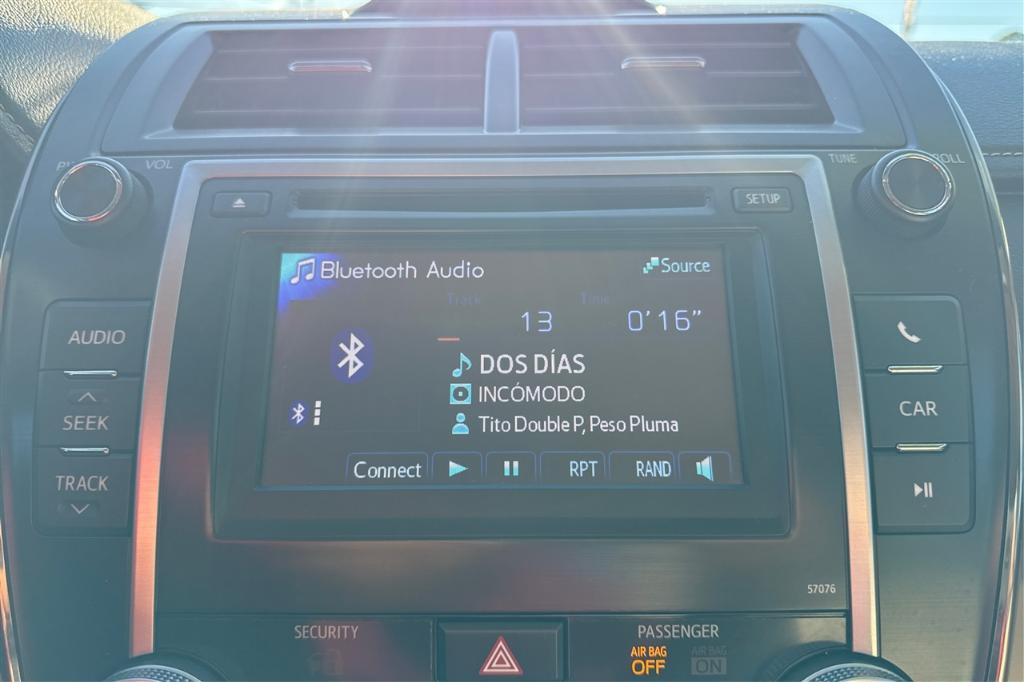 VOL
TUNE
SETUP
Bluetooth Audio
Source
Track
Time
13
0'16"
AUDIO
DOS DÍAS
CAR
INCÓMODO
SEEK
Tito Double P, Peso Pluma
Connect
RPT
RAND
TRACK
57076
SECURITY
PASSENGER
AIR BAG
OFF
AIR BAG
ON